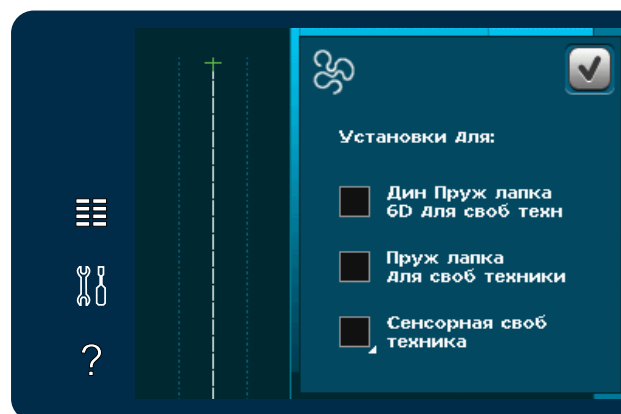 Установки для:
Дин Пруж лапка
6D для своб техн
Пруж лапка
для своб техники
Сенсорная своб
техника
?